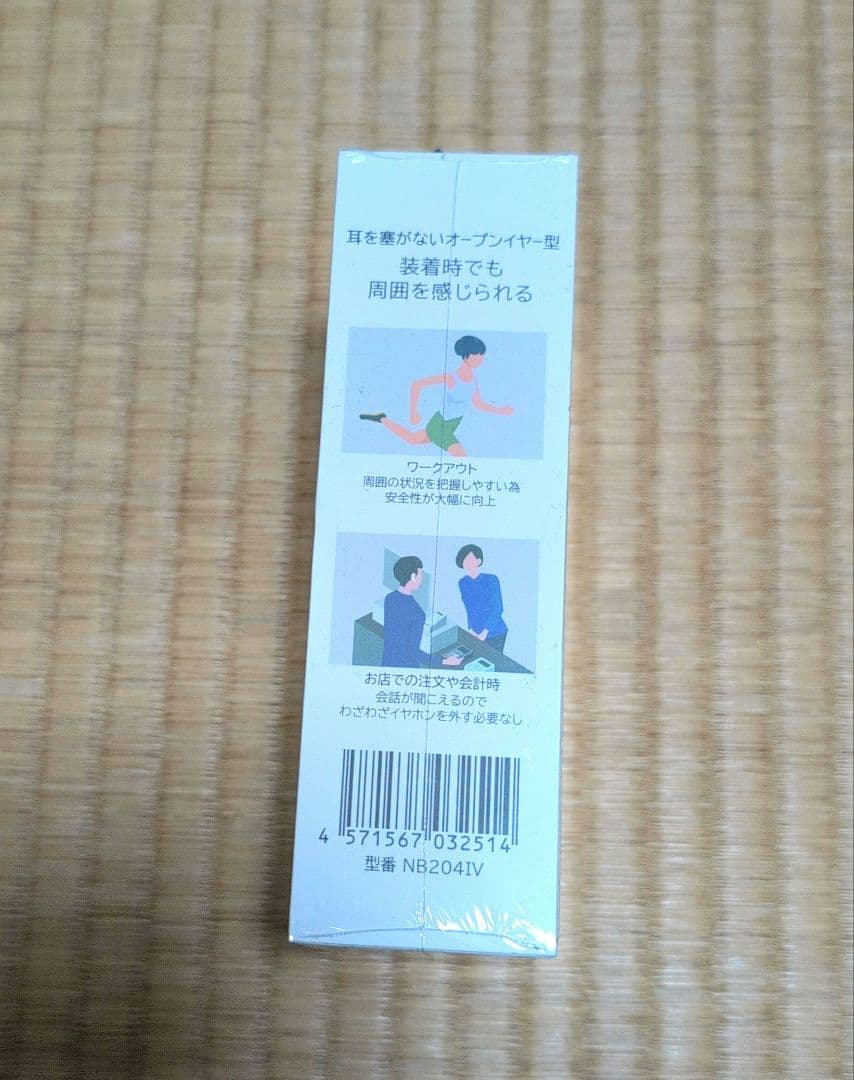 耳を塞がないオープンイヤー型
装着時でも
周囲を感じられる
ワークアウト
周囲の状況を把握しやすい為
安全性が大幅に向上
お店での注文や会計時
会話が聞こえるので
わざわざイヤホンを外す必要なし
4 571567 032514
型番 NB204IV